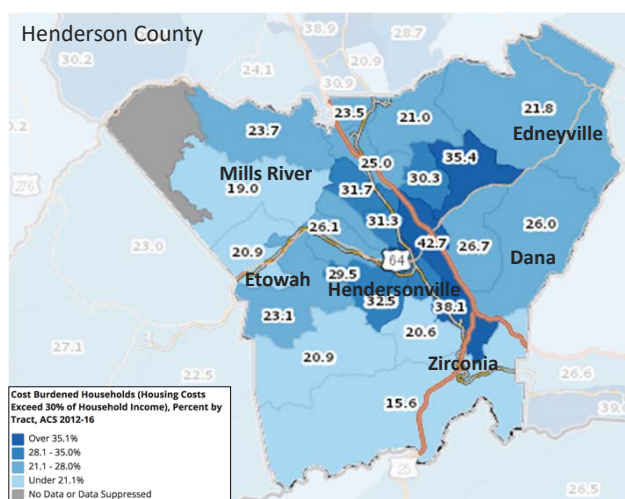 Henderson County
38.9
28.7
30.2
24.1
20.9
30.9
23.5
21.0
21.8
Edneyville
23.7
25.0
35.4
Mills River
31.7
30.3
276
19.0
31.3
26.0
26.1
42.7
26.7
23.0
20.9
64
Dana
Etowah
29.5
Hendersonville
32.5
38.1
23.1
20.6
27.1
20.9
Zirconia
22.5
26.6
15.6
25
26.5
Cost Burdened Households (Housing Costs
Exceed 30% of Household Income), Percent by
Tract, ACS 2012-16
Over 35.1%
28.1 - 35.0%
21.1 - 28.0%
Under 21.1%
No Data or Data Suppressed